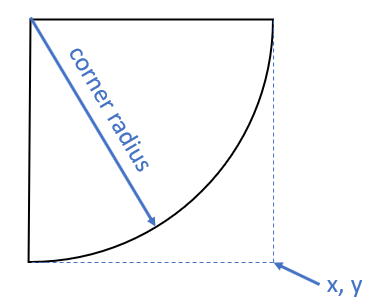 corner radius
x, y